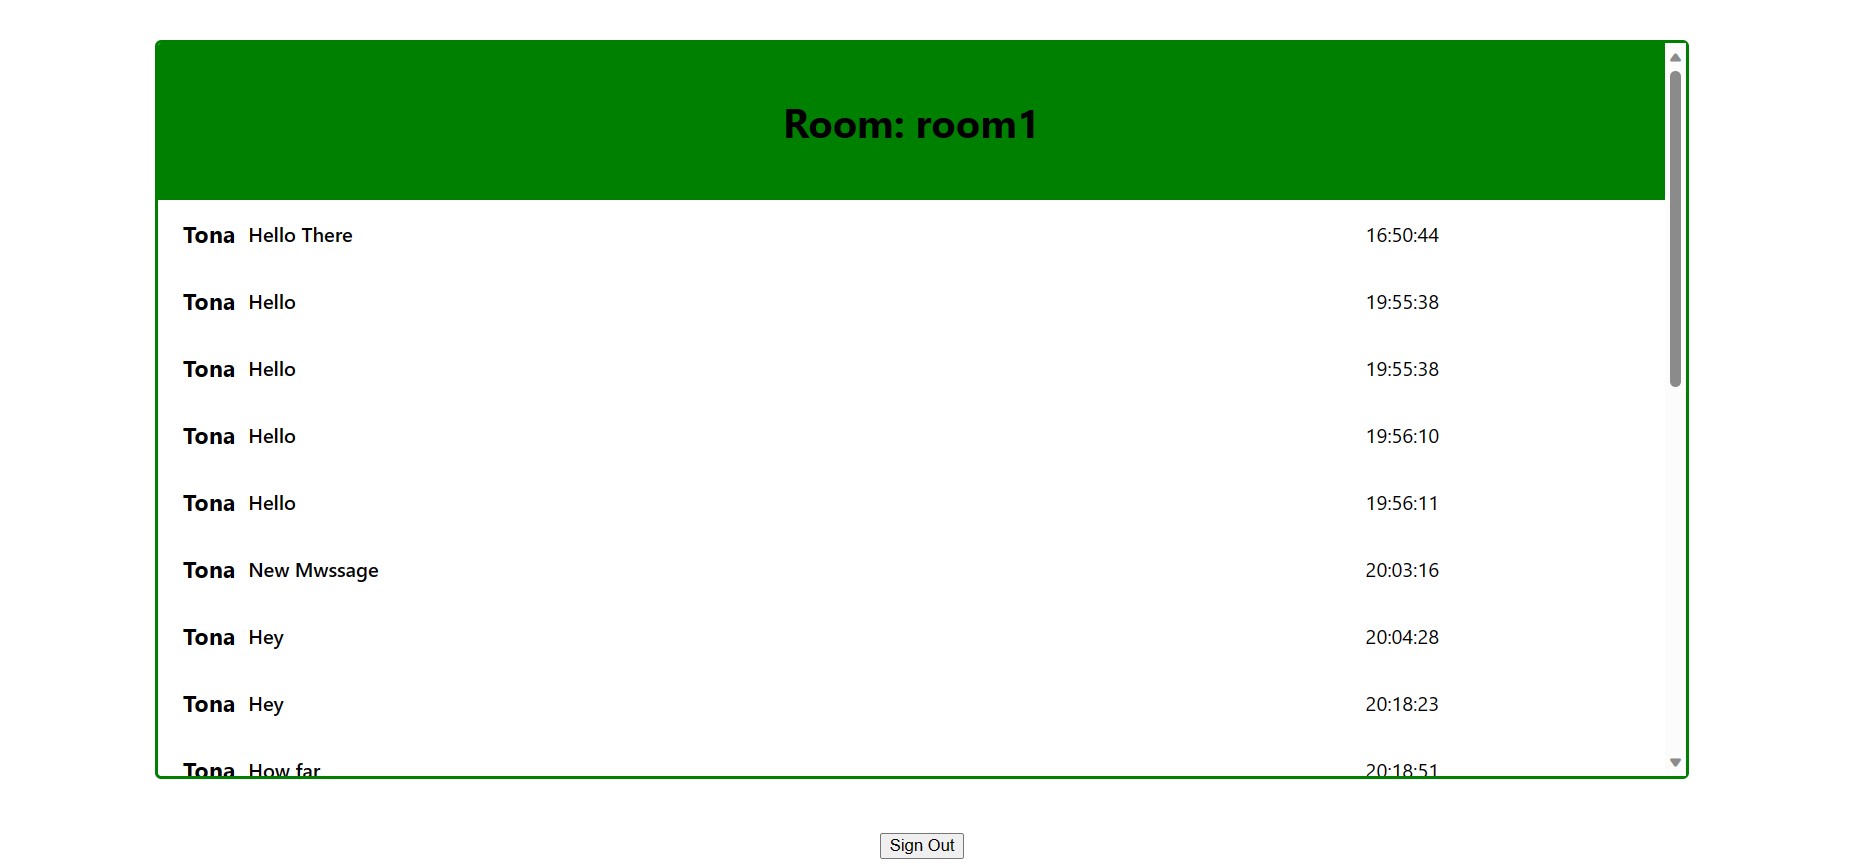 Room: room1
Tona Hello There 16:50:44
Tona Hello 19:55:38
Tona Hello 19:55:38
Tona Hello 19:56:10
Tona Hello 19:56:11
Tona New Mwssage 20:03:16
Tona Hey 20:04:28
Tona Hey 20:18:23
Tona How far 20:18:51
Sign Out